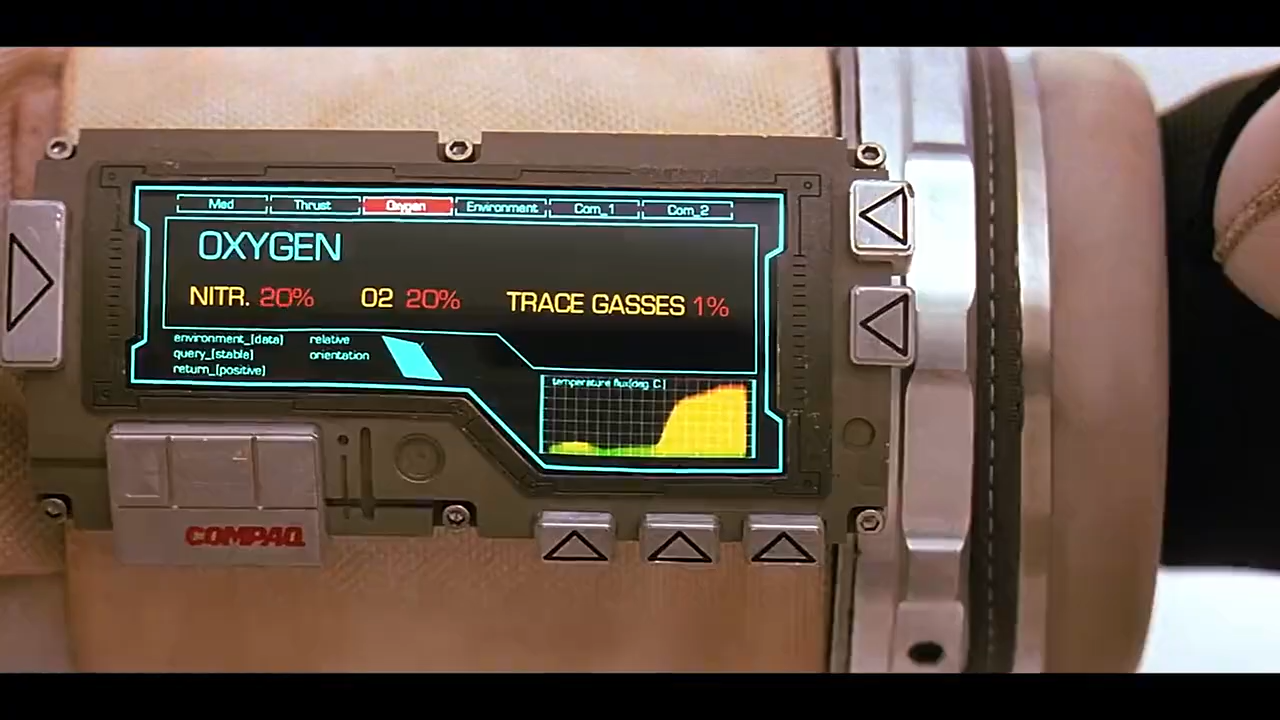 Med Thrust Oxygen Environment Com_1 Com_2
OXYGEN
NITR. 20% O2 20% TRACE GASSES 1%
environment_[data] relative
query_[stable] orientation
return_[positive]
temperature flux[deg C]
COMPAQ